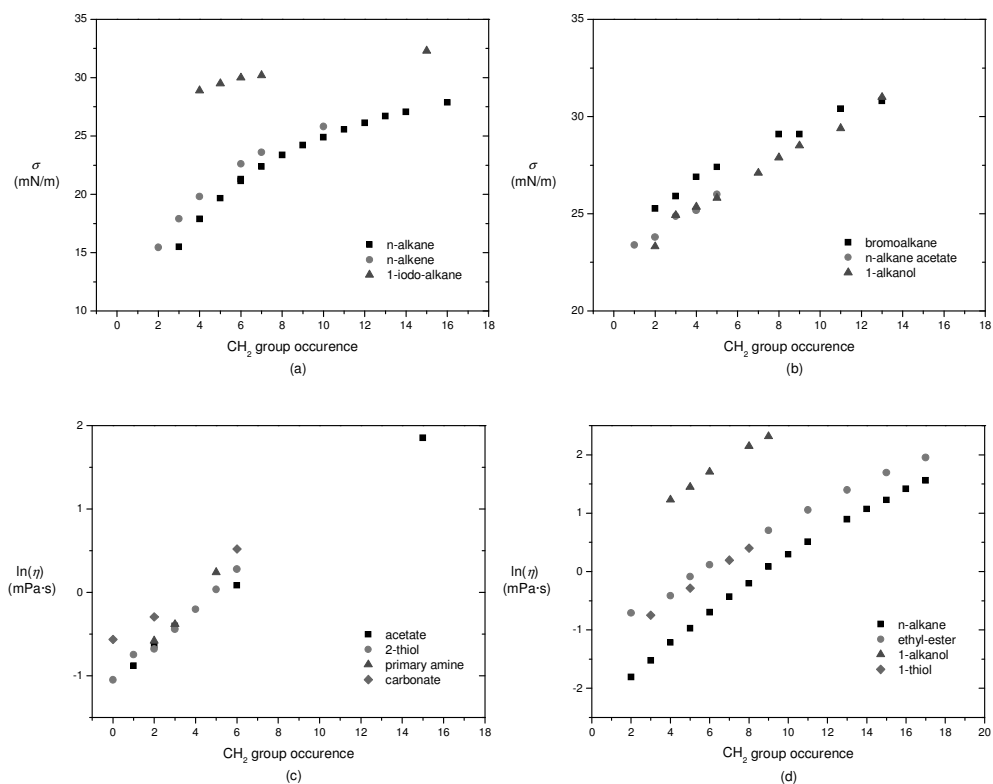 35
30
25
20
15
10
σ
(mN/m)
n-alkane
n-alkene
1-iodo-alkane
0 2 4 6 8 10 12 14 16 18
CH₂ group occurence
(a)
35
30
25
20
σ
(mN/m)
bromoalkane
n-alkane acetate
1-alkanol
0 2 4 6 8 10 12 14 16 18
CH₂ group occurence
(b)
2
1
0
-1
ln(η)
(mPa·s)
acetate
2-thiol
primary amine
carbonate
0 2 4 6 8 10 12 14 16 18
CH₂ group occurence
(c)
2
1
0
-1
-2
ln(η)
(mPa·s)
n-alkane
ethyl-ester
1-alkanol
1-thiol
0 2 4 6 8 10 12 14 16 18 20
CH₂ group occurence
(d)